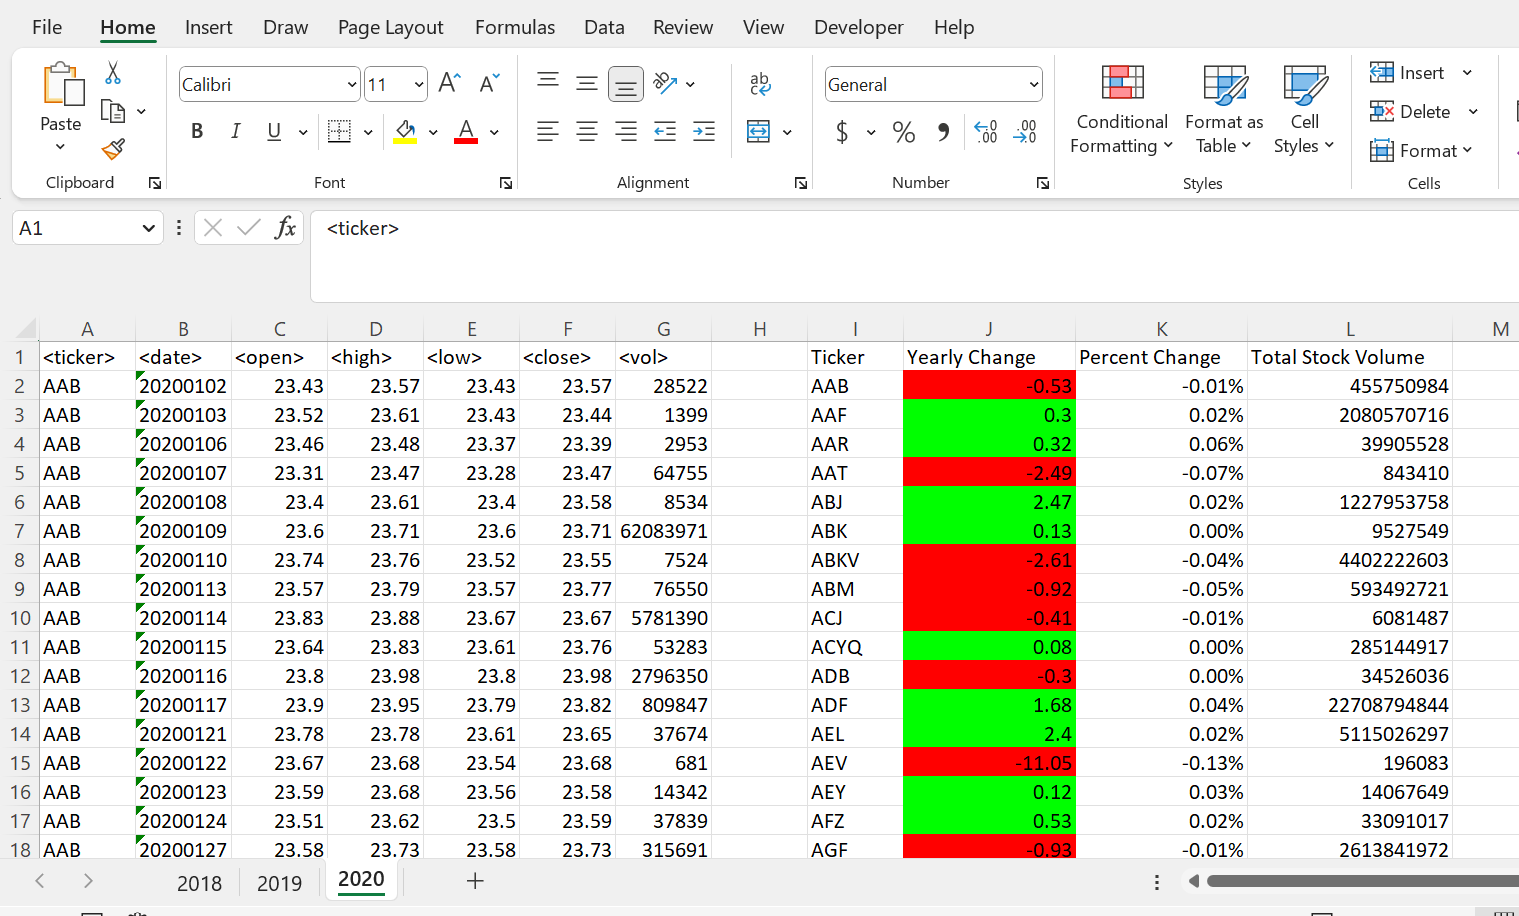 File Home Insert Draw Page Layout Formulas Data Review View Developer Help
Calibri 11 A A ab c General Insert
Paste Conditional Formatting Format as Table Cell Styles Delete
B I U A $ % , .00 .00 Format
Clipboard Font Alignment Number Styles Cells
A1 fx <ticker>
A B C D E F G H I J K L M
1 <ticker> <date> <open> <high> <low> <close> <vol> Ticker Yearly Change Percent Change Total Stock Volume
2 AAB 20200102 23.43 23.57 23.43 23.57 28522 AAB -0.53 -0.01% 455750984
3 AAB 20200103 23.52 23.61 23.43 23.44 1399 AAF 0.3 0.02% 2080570716
4 AAB 20200106 23.46 23.48 23.37 23.39 2953 AAR 0.32 0.06% 39905528
5 AAB 20200107 23.31 23.47 23.28 23.47 64755 AAT -2.49 -0.07% 843410
6 AAB 20200108 23.4 23.61 23.4 23.58 8534 ABJ 2.47 0.02% 1227953758
7 AAB 20200109 23.6 23.71 23.6 23.71 62083971 ABK 0.13 0.00% 9527549
8 AAB 20200110 23.74 23.76 23.52 23.55 7524 ABKV -2.61 -0.04% 4402222603
9 AAB 20200113 23.57 23.79 23.57 23.77 76550 ABM -0.92 -0.05% 593492721
10 AAB 20200114 23.83 23.88 23.67 23.67 5781390 ACJ -0.41 -0.01% 6081487
11 AAB 20200115 23.64 23.83 23.61 23.76 53283 ACYQ 0.08 0.00% 285144917
12 AAB 20200116 23.8 23.98 23.8 23.98 2796350 ADB -0.3 0.00% 34526036
13 AAB 20200117 23.9 23.95 23.79 23.82 809847 ADF 1.68 0.04% 22708794844
14 AAB 20200121 23.78 23.78 23.61 23.65 37674 AEL 2.4 0.02% 5115026297
15 AAB 20200122 23.67 23.68 23.54 23.68 681 AEV -11.05 -0.13% 196083
16 AAB 20200123 23.59 23.68 23.56 23.58 14342 AEY 0.12 0.03% 14067649
17 AAB 20200124 23.51 23.62 23.5 23.59 37839 AFZ 0.53 0.02% 33091017
18 AAB 20200127 23.58 23.73 23.58 23.73 315691 AGF -0.93 -0.01% 2613841972
2018 2019 2020